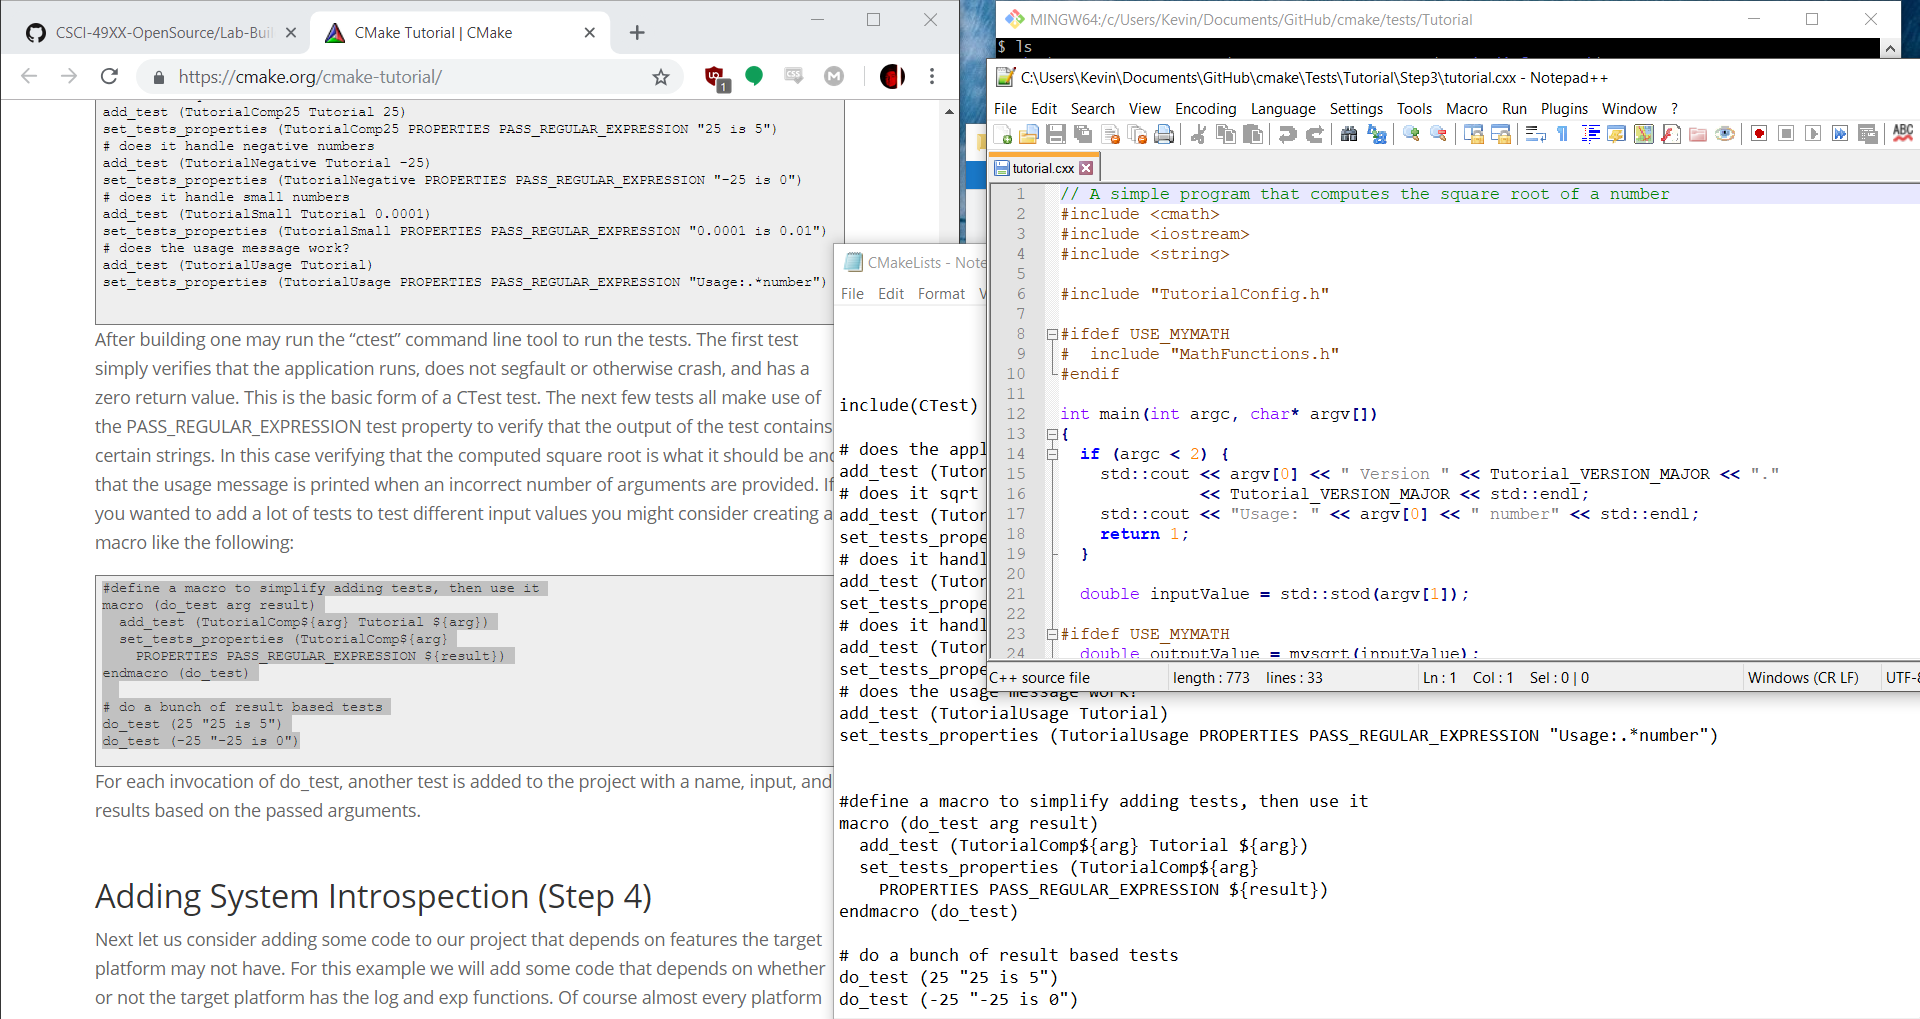 CSCI-49XX-OpenSource/Lab-Buil
CMake Tutorial | CMake
https://cmake.org/cmake-tutorial/
1
add_test (TutorialComp25 Tutorial 25)
set_tests_properties (TutorialComp25 PROPERTIES PASS_REGULAR_EXPRESSION "25 is 5")
# does it handle negative numbers
add_test (TutorialNegative Tutorial -25)
set_tests_properties (TutorialNegative PROPERTIES PASS_REGULAR_EXPRESSION "-25 is 0")
# does it handle small numbers
add_test (TutorialSmall Tutorial 0.0001)
set_tests_properties (TutorialSmall PROPERTIES PASS_REGULAR_EXPRESSION "0.0001 is 0.01")
# does the usage message work?
add_test (TutorialUsage Tutorial)
set_tests_properties (TutorialUsage PROPERTIES PASS_REGULAR_EXPRESSION "Usage:.*number")
After building one may run the “ctest” command line tool to run the tests. The first test
simply verifies that the application runs, does not segfault or otherwise crash, and has a
zero return value. This is the basic form of a CTest test. The next few tests all make use of
the PASS_REGULAR_EXPRESSION test property to verify that the output of the test contains
certain strings. In this case verifying that the computed square root is what it should be and
that the usage message is printed when an incorrect number of arguments are provided. If
you wanted to add a lot of tests to test different input values you might consider creating a
macro like the following:
#define a macro to simplify adding tests, then use it
macro (do_test arg result)
  add_test (TutorialComp${arg} Tutorial ${arg})
  set_tests_properties (TutorialComp${arg}
    PROPERTIES PASS_REGULAR_EXPRESSION ${result})
endmacro (do_test)
# do a bunch of result based tests
do_test (25 "25 is 5")
do_test (-25 "-25 is 0")
For each invocation of do_test, another test is added to the project with a name, input, and
results based on the passed arguments.
Adding System Introspection (Step 4)
Next let us consider adding some code to our project that depends on features the target
platform may not have. For this example we will add some code that depends on whether
or not the target platform has the log and exp functions. Of course almost every platform
MINGW64:/c/Users/Kevin/Documents/GitHub/cmake/tests/Tutorial
$ ls
C:\Users\Kevin\Documents\GitHub\cmake\Tests\Tutorial\Step3\tutorial.cxx - Notepad++
File Edit Search View Encoding Language Settings Tools Macro Run Plugins Window ?
ABC
tutorial.cxx
1 // A simple program that computes the square root of a number
2 #include <cmath>
3 #include <iostream>
4 #include <string>
5
6 #include "TutorialConfig.h"
7
8 #ifdef USE_MYMATH
9 #  include "MathFunctions.h"
10 #endif
11
12 int main(int argc, char* argv[])
13 {
14   if (argc < 2) {
15     std::cout << argv[0] << " Version " << Tutorial_VERSION_MAJOR << "."
16               << Tutorial_VERSION_MAJOR << std::endl;
17     std::cout << "Usage: " << argv[0] << " number" << std::endl;
18     return 1;
19   }
20
21   double inputValue = std::stod(argv[1]);
22
23 #ifdef USE_MYMATH
24   double outputValue = mysqrt(inputValue);
C++ source file length : 773 lines : 33 Ln : 1 Col : 1 Sel : 0 | 0 Windows (CR LF) UTF-8
CMakeLists - Note
File Edit Format V
include(CTest)
# does the appl
add_test (Tutor
# does it sqrt
add_test (Tutor
set_tests_prope
# does it handl
add_test (Tutor
set_tests_prope
# does it handl
add_test (Tutor
set_tests_prope
# does the usage message work?
add_test (TutorialUsage Tutorial)
set_tests_properties (TutorialUsage PROPERTIES PASS_REGULAR_EXPRESSION "Usage:.*number")
#define a macro to simplify adding tests, then use it
macro (do_test arg result)
  add_test (TutorialComp${arg} Tutorial ${arg})
  set_tests_properties (TutorialComp${arg}
    PROPERTIES PASS_REGULAR_EXPRESSION ${result})
endmacro (do_test)
# do a bunch of result based tests
do_test (25 "25 is 5")
do_test (-25 "-25 is 0")